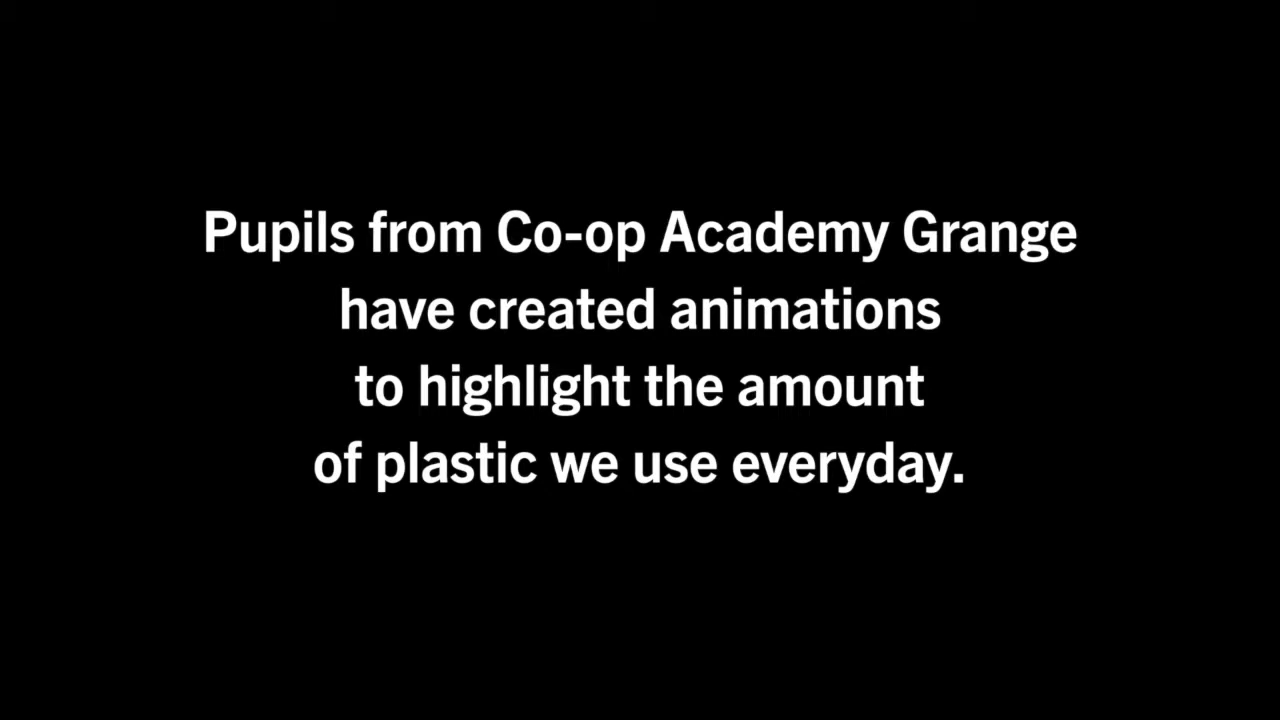 Pupils from Co-op Academy Grange
have created animations
to highlight the amount
of plastic we use everyday.